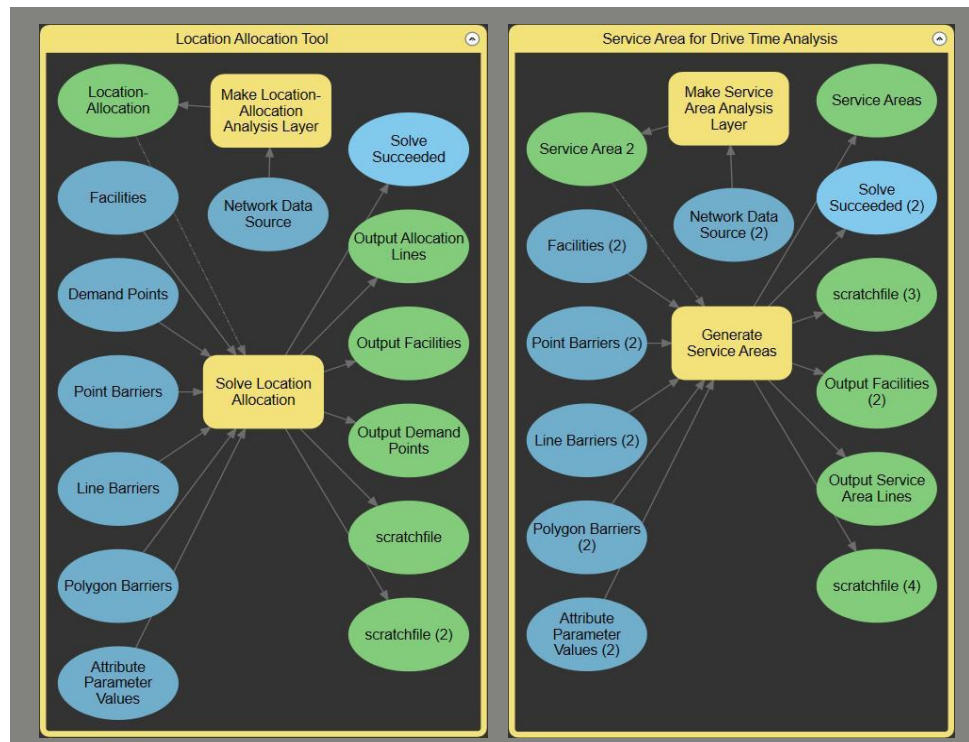 Location Allocation Tool
Location-
Allocation
Make Location-
Allocation
Analysis Layer
Solve
Succeeded
Facilities
Network Data
Source
Output Allocation
Lines
Demand Points
Output Facilities
Point Barriers
Solve Location
Allocation
Output Demand
Points
Line Barriers
scratchfile
Polygon Barriers
scratchfile (2)
Attribute
Parameter
Values
Service Area for Drive Time Analysis
Make Service
Area Analysis
Layer
Service Areas
Service Area 2
Solve
Succeeded (2)
Network Data
Source (2)
Facilities (2)
scratchfile (3)
Point Barriers (2)
Generate
Service Areas
Output Facilities
(2)
Line Barriers (2)
Output Service
Area Lines
Polygon Barriers
(2)
scratchfile (4)
Attribute
Parameter
Values (2)